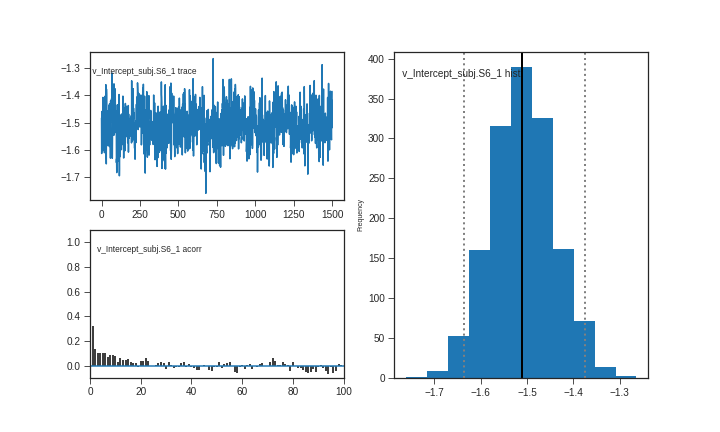 v_Intercept_subj.S6_1 trace
−1.3
−1.4
−1.5
−1.6
−1.7
0 250 500 750 1000 1250 1500
v_Intercept_subj.S6_1 acorr
1.0
0.8
0.6
0.4
0.2
0.0
0 20 40 60 80 100
v_Intercept_subj.S6_1 hist
Frequency
400
350
300
250
200
150
100
50
0
−1.7 −1.6 −1.5 −1.4 −1.3